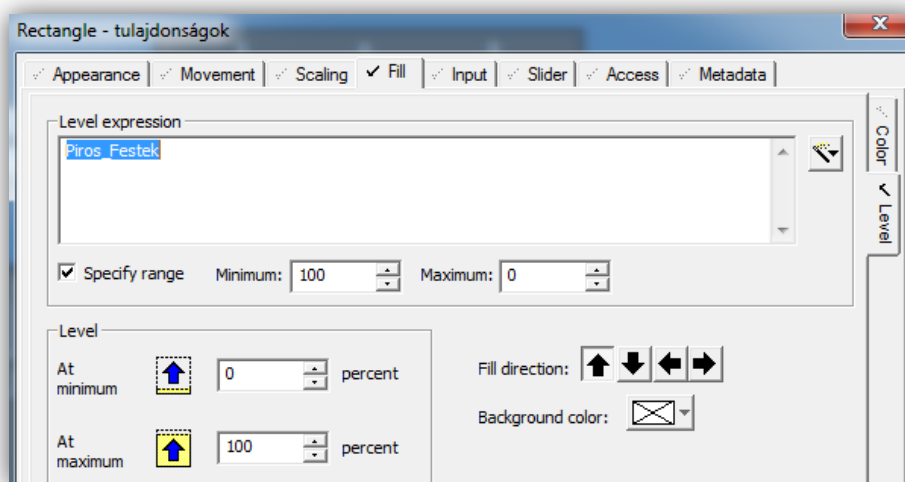 Rectangle - tulajdonságok
Appearance Movement Scaling Fill Input Slider Access Metadata
Color
Level
Level expression
Piros_Festek
Specify range Minimum: 100 Maximum: 0
Level
At minimum 0 percent
Fill direction:
Background color:
At maximum 100 percent